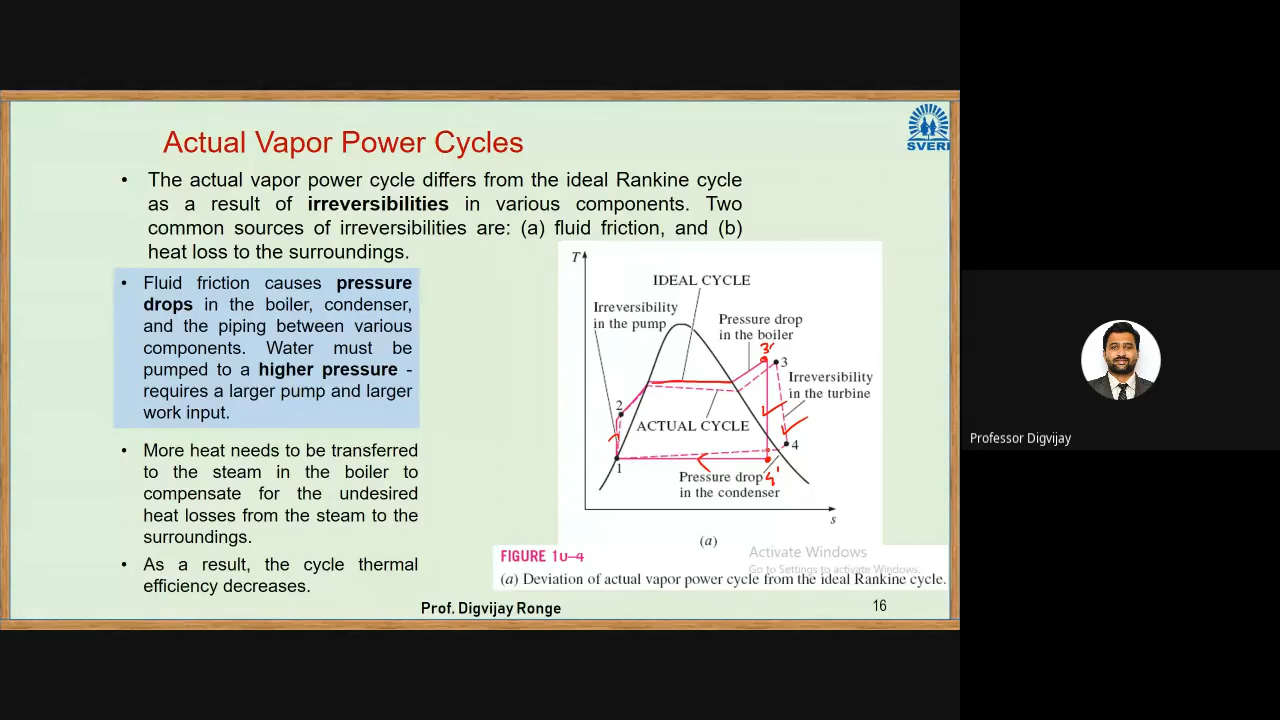 SVERI
Actual Vapor Power Cycles
• The actual vapor power cycle differs from the ideal Rankine cycle
as a result of irreversibilities in various components. Two
common sources of irreversibilities are: (a) fluid friction, and (b)
heat loss to the surroundings.
• Fluid friction causes pressure
drops in the boiler, condenser,
and the piping between various
components. Water must be
pumped to a higher pressure -
requires a larger pump and larger
work input.
• More heat needs to be transferred
to the steam in the boiler to
compensate for the undesired
heat losses from the steam to the
surroundings.
• As a result, the cycle thermal
efficiency decreases.
T
IDEAL CYCLE
Irreversibility
in the pump
Pressure drop
in the boiler
3'
3
Irreversibility
in the turbine
2
ACTUAL CYCLE
4
1
Pressure drop
in the condenser
4'
s
(a)
FIGURE 10–4
(a) Deviation of actual vapor power cycle from the ideal Rankine cycle.
Activate Windows
Go to Settings to activate Windows.
Prof. Digvijay Ronge
16
Professor Digvijay